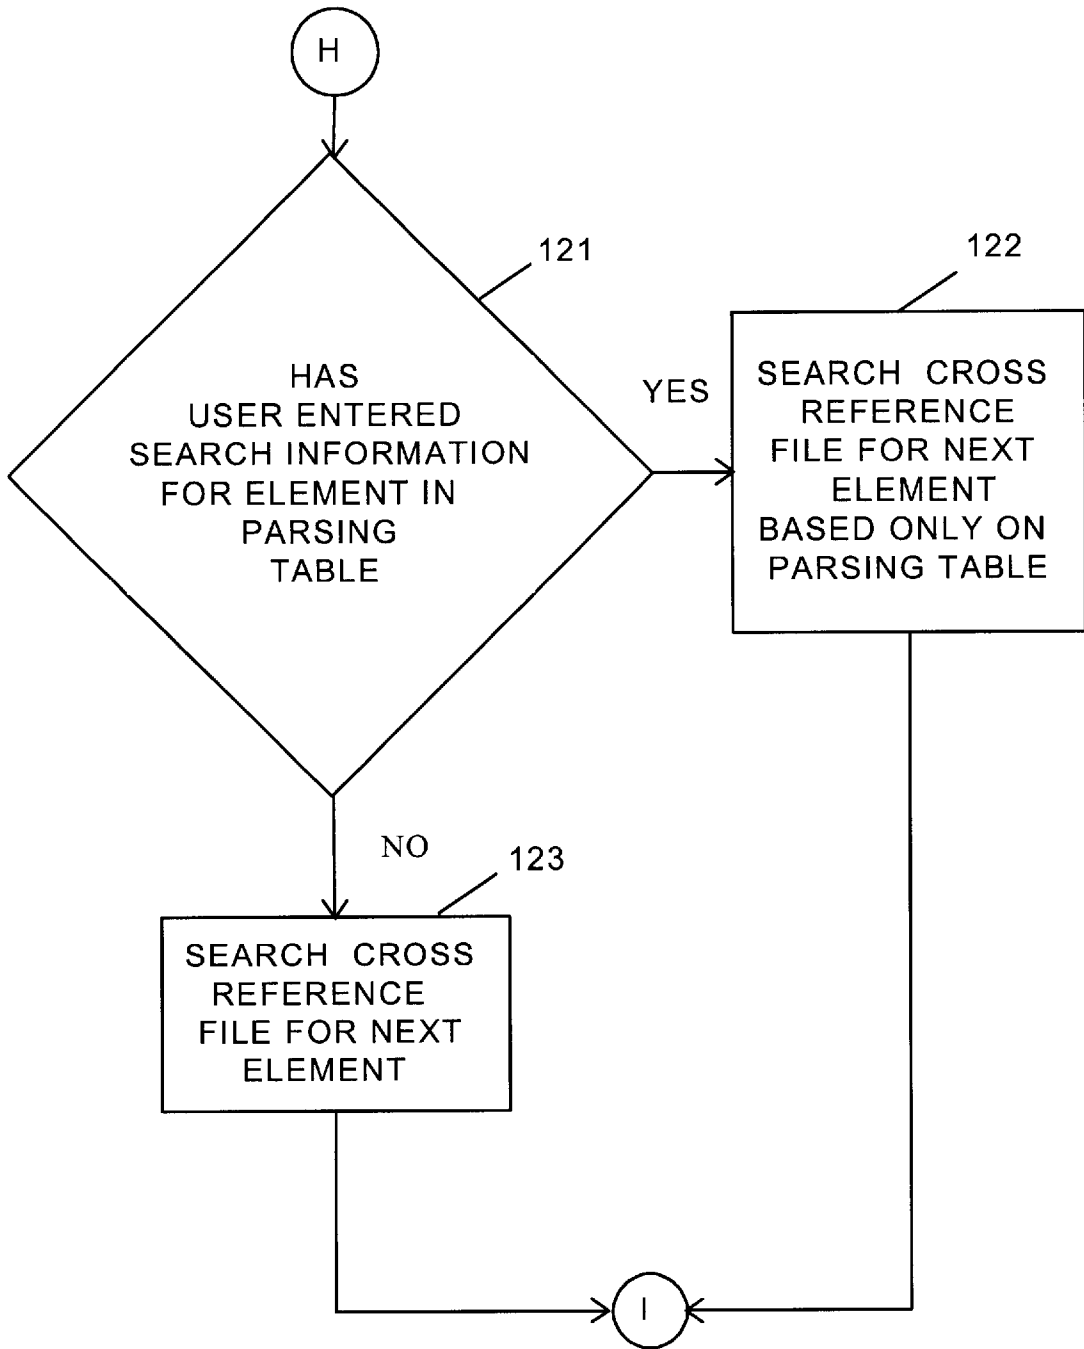 H
121
HAS
USER ENTERED
SEARCH INFORMATION
FOR ELEMENT IN
PARSING
TABLE
YES
122
SEARCH CROSS
REFERENCE
FILE FOR NEXT
ELEMENT
BASED ONLY ON
PARSING TABLE
NO
123
SEARCH CROSS
REFERENCE
FILE FOR NEXT
ELEMENT
I